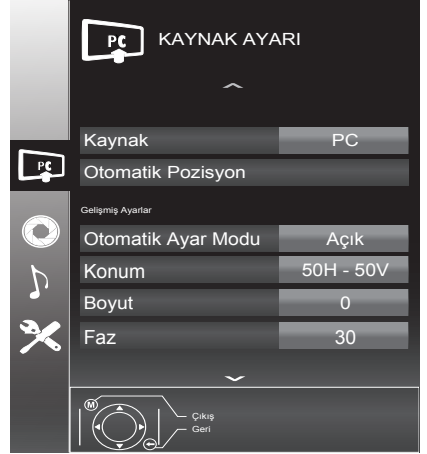 PC KAYNAK AYARI
Kaynak PC
PC
Otomatik Pozisyon
Gelişmiş Ayarlar
Otomatik Ayar Modu Açık
Konum 50H - 50V
Boyut 0
Faz 30
M
Çıkış
Geri